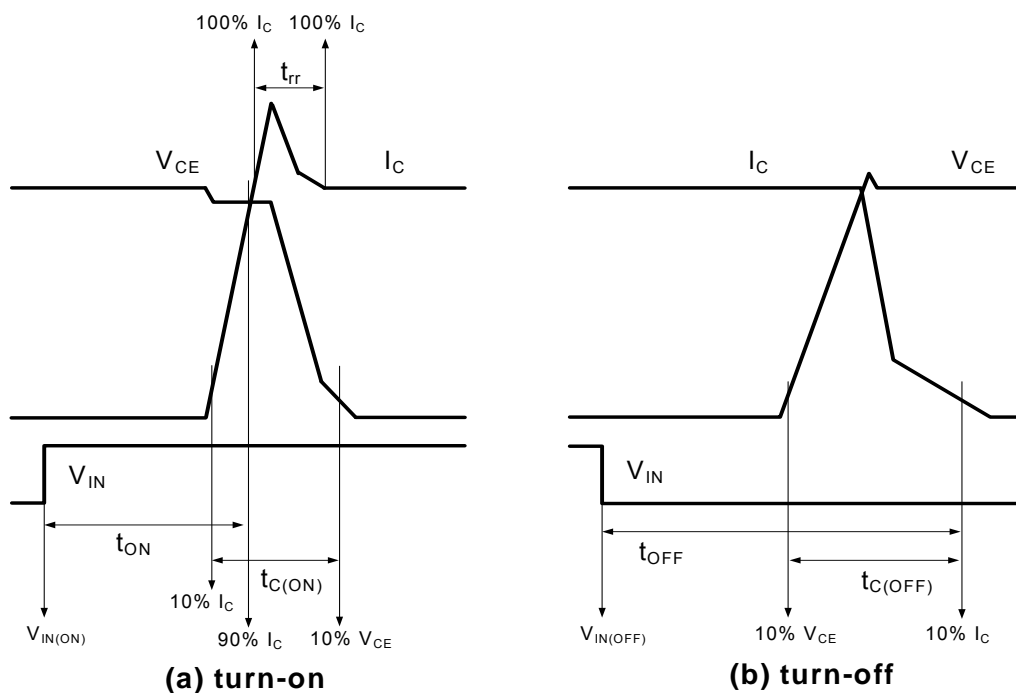 100% I_C
100% I_C
t_rr
V_CE
I_C
V_IN
t_ON
t_C(ON)
10% I_C
V_IN(ON)
90% I_C
10% V_CE
(a) turn-on
I_C
V_CE
V_IN
t_OFF
t_C(OFF)
V_IN(OFF)
10% V_CE
10% I_C
(b) turn-off